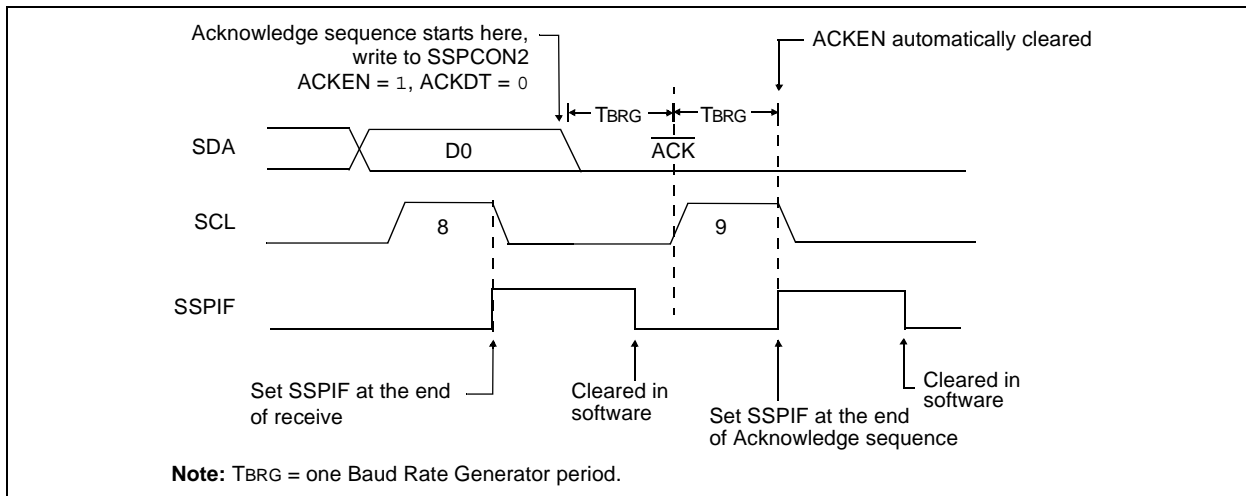 Acknowledge sequence starts here,
write to SSPCON2
ACKEN = 1, ACKDT = 0
ACKEN automatically cleared
TBRG
TBRG
SDA
D0
ACK
SCL
8
9
SSPIF
Set SSPIF at the end
of receive
Cleared in
software
Set SSPIF at the end
of Acknowledge sequence
Cleared in
software
Note: TBRG = one Baud Rate Generator period.